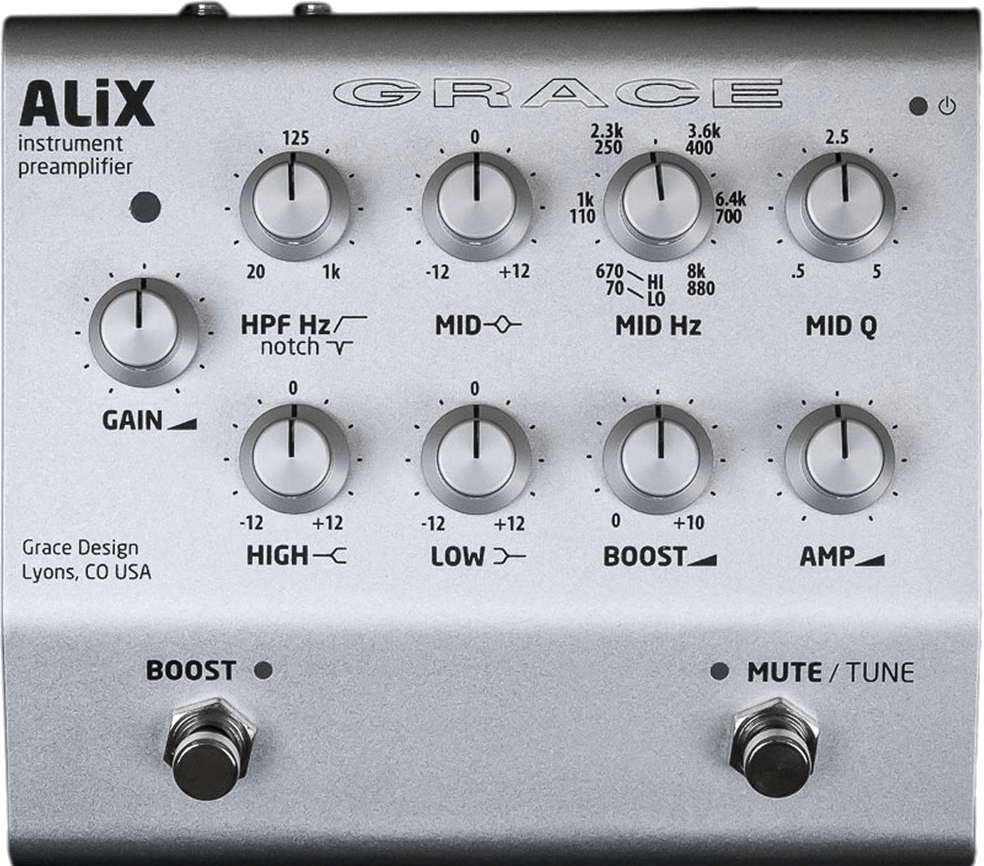 ALiX
instrument
preamplifier
GRACE
125
20 1k
HPF Hz
notch
0
-12 +12
MID
2.3k 3.6k
250 400
1k 6.4k
110 700
670 HI 8k
70 LO 880
MID Hz
2.5
.5 5
MID Q
GAIN
0
-12 +12
HIGH
0
-12 +12
LOW
0 +10
BOOST
AMP
Grace Design
Lyons, CO USA
BOOST
MUTE / TUNE